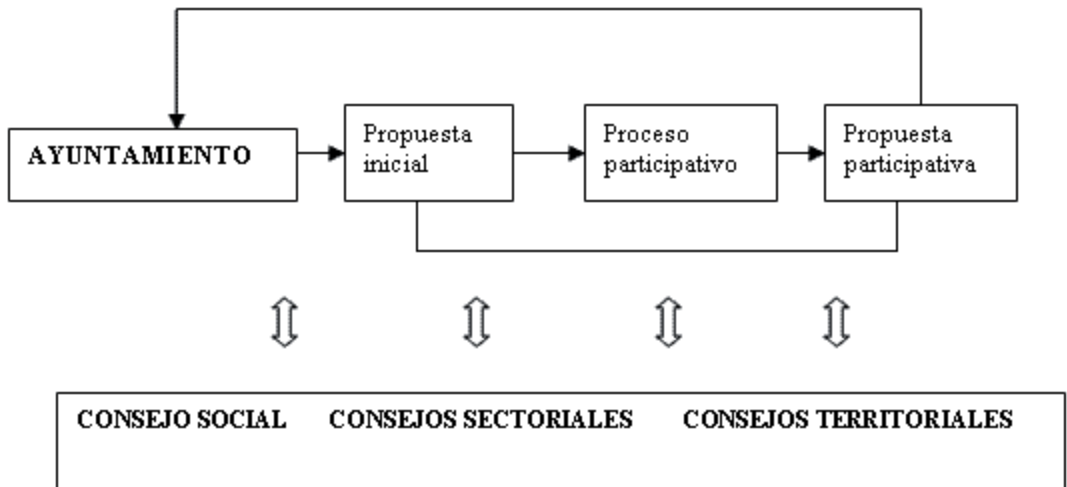 AYUNTAMIENTO
Propuesta
inicial
Proceso
participativo
Propuesta
participativa
CONSEJO SOCIAL CONSEJOS SECTORIALES CONSEJOS TERRITORIALES